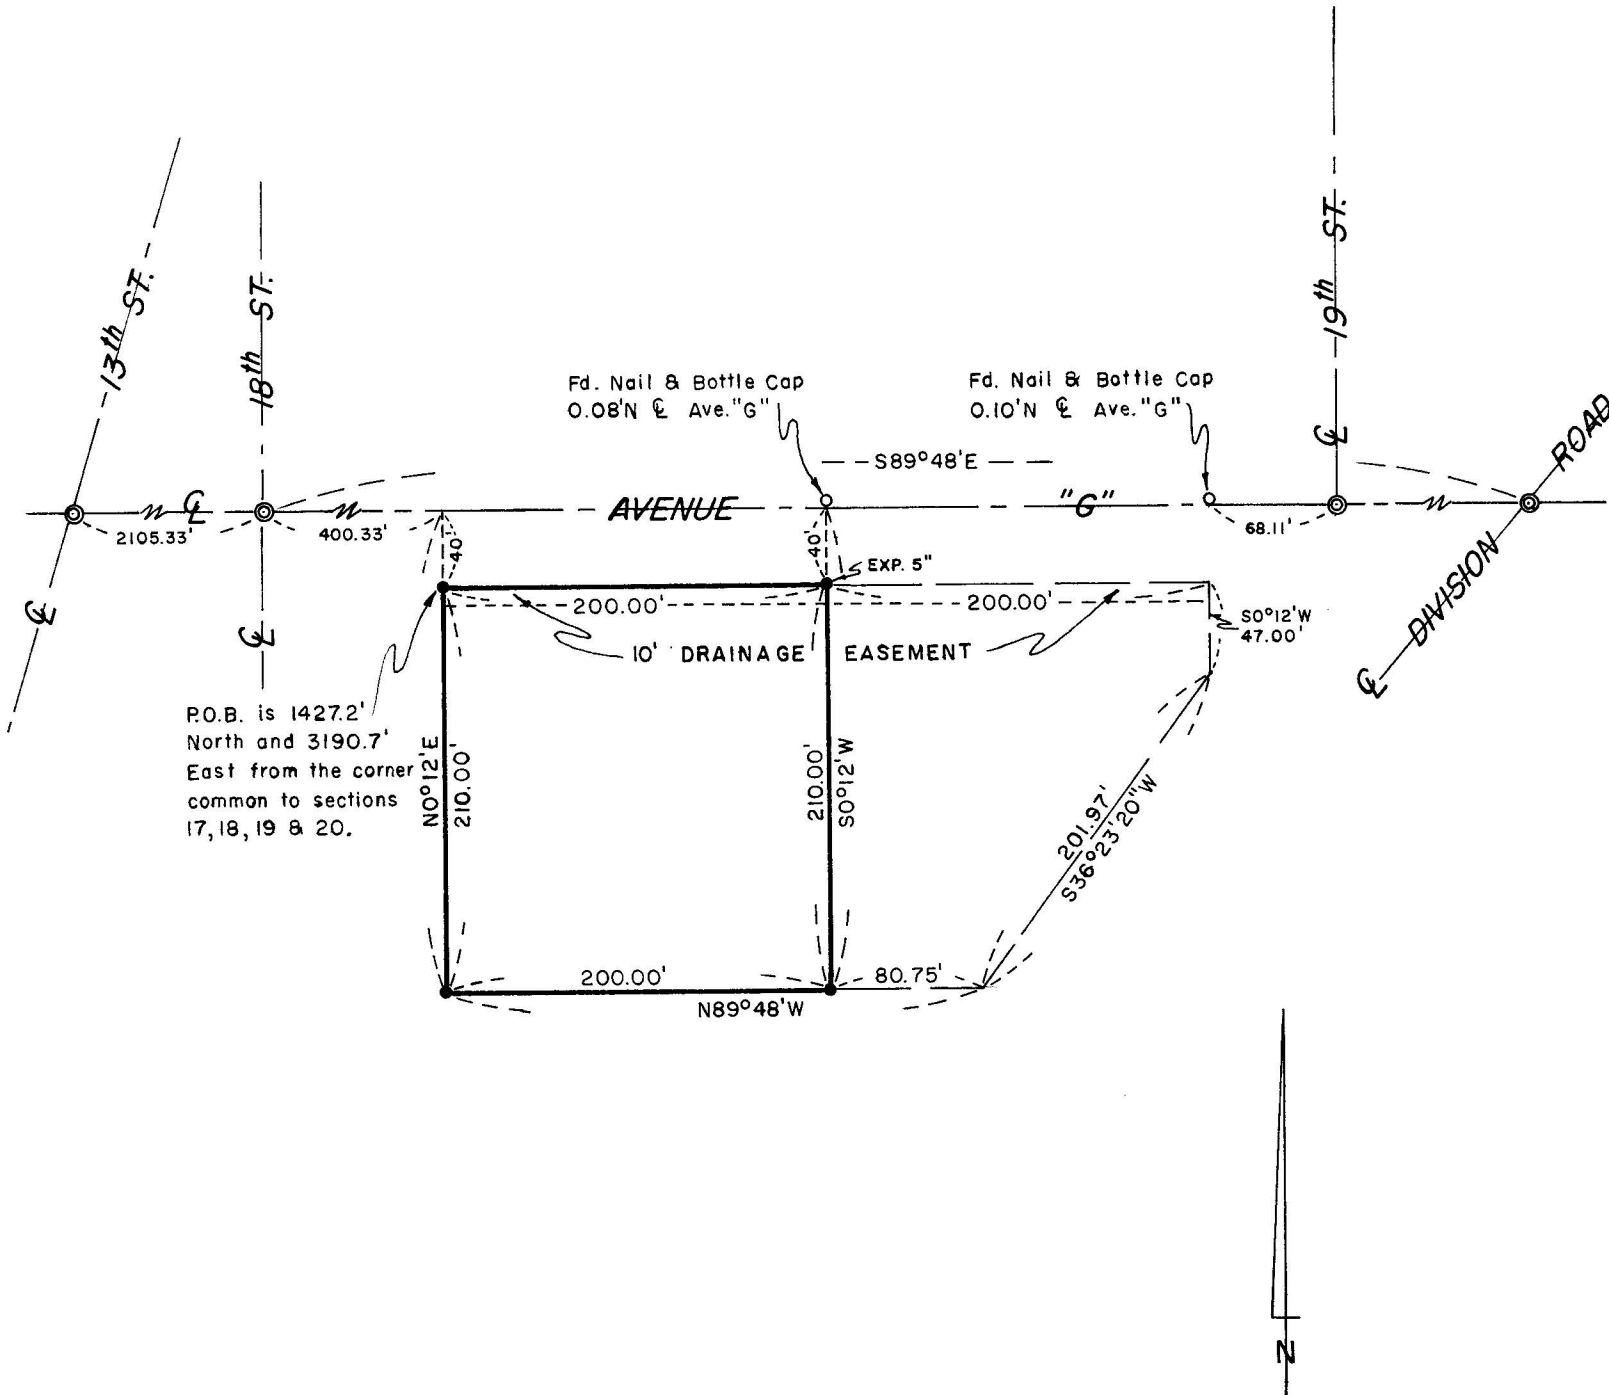 13th ST.
18th ST.
19th ST.
Fd. Nail & Bottle Cap
0.08'N ℄ Ave."G"
Fd. Nail & Bottle Cap
0.10'N ℄ Ave."G"
S89°48'E
℄
ROAD
℄
AVENUE
"G"
2105.33'
400.33'
68.11'
40'
40'
EXP. 5"
DIVISION
℄
℄
200.00'
200.00'
S0°12'W
47.00'
10' DRAINAGE EASEMENT
℄
P.O.B. is 1427.2'
North and 3190.7'
East from the corner
common to sections
17, 18, 19 & 20.
N0°12'E
210.00'
210.00'
S0°12'W
201.97'
S36°23'20"W
200.00'
80.75'
N89°48'W
N